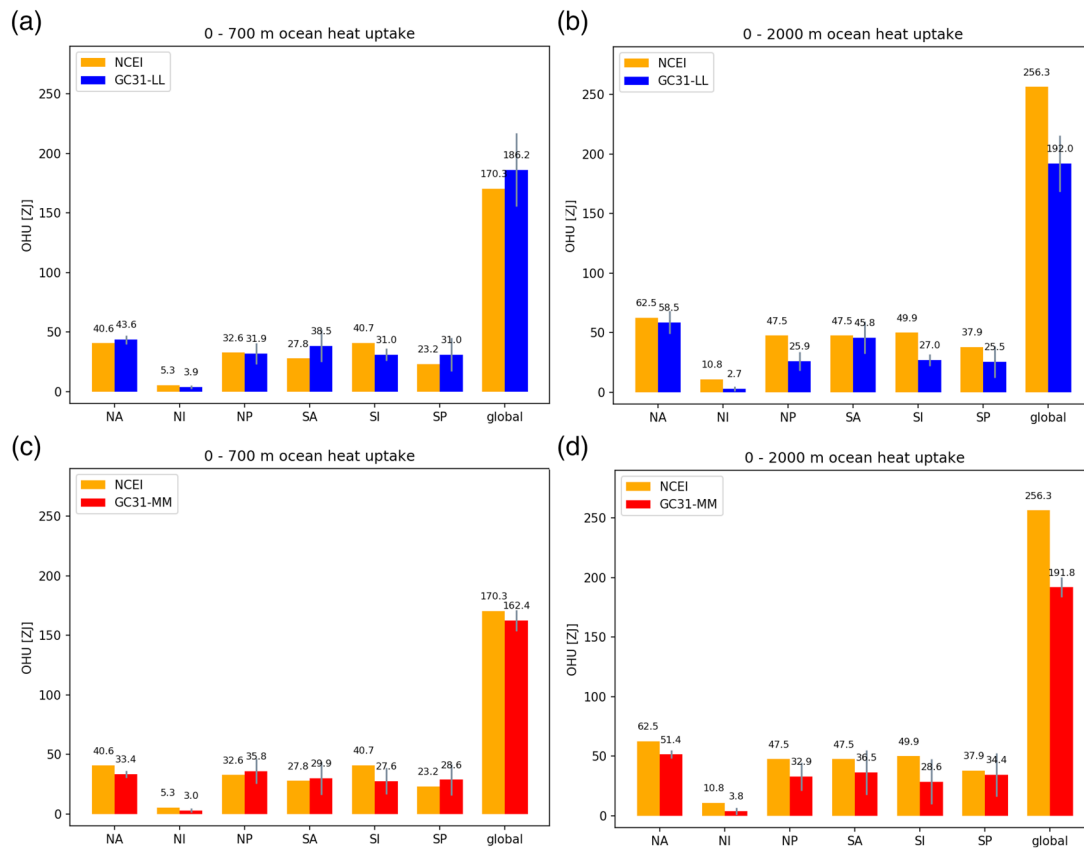 (a)
0 - 700 m ocean heat uptake
NCEI
GC31-LL
OHU [ZJ]
250
200
150
100
50
0
40.6 43.6
5.3 3.9
32.6 31.9
27.8 38.5
40.7 31.0
23.2 31.0
170.3 186.2
NA NI NP SA SI SP global
(b)
0 - 2000 m ocean heat uptake
NCEI
GC31-LL
OHU [ZJ]
250
200
150
100
50
0
62.5 58.5
10.8 2.7
47.5 25.9
47.5 45.8
49.9 27.0
37.9 25.5
256.3 192.0
NA NI NP SA SI SP global
(c)
0 - 700 m ocean heat uptake
NCEI
GC31-MM
OHU [ZJ]
250
200
150
100
50
0
40.6 33.4
5.3 3.0
32.6 35.8
27.8 29.9
40.7 27.6
23.2 28.6
170.3 162.4
NA NI NP SA SI SP global
(d)
0 - 2000 m ocean heat uptake
NCEI
GC31-MM
OHU [ZJ]
250
200
150
100
50
0
62.5 51.4
10.8 3.8
47.5 32.9
47.5 36.5
49.9 28.6
37.9 34.4
256.3 191.8
NA NI NP SA SI SP global